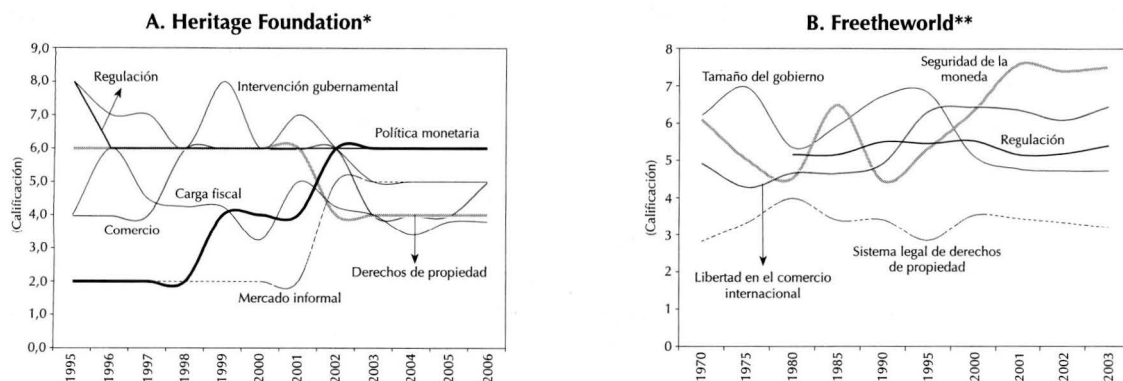 A. Heritage Foundation*
(Calificación)
9,0
8,0
7,0
6,0
5,0
4,0
3,0
2,0
1,0
0,0
Regulación
Intervención gubernamental
Política monetaria
Carga fiscal
Comercio
Derechos de propiedad
Mercado informal
1995
1996
1997
1998
1999
2000
2001
2002
2003
2004
2005
2006
B. Freetheworld**
(Calificación)
8
7
6
5
4
3
2
1
0
Tamaño del gobierno
Seguridad de la
moneda
Regulación
Sistema legal de derechos
de propiedad
Libertad en el comercio
internacional
1970
1975
1980
1985
1990
1995
2000
2001
2002
2003